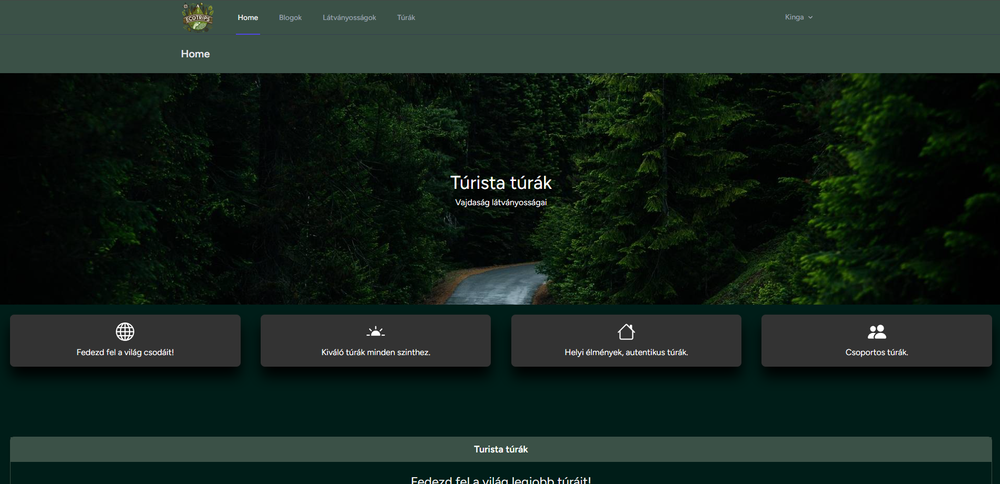 ECOTRIPS
Home
Blogok
Látványosságok
Túrák
Kinga
Home
Túrista túrák
Vajdaság látványosságai
Fedezd fel a világ csodáit!
Kiváló túrák minden szinthez.
Helyi élmények, autentikus túrák.
Csoportos túrák.
Turista túrák
Fedezd fel a világ legjobb túráit!